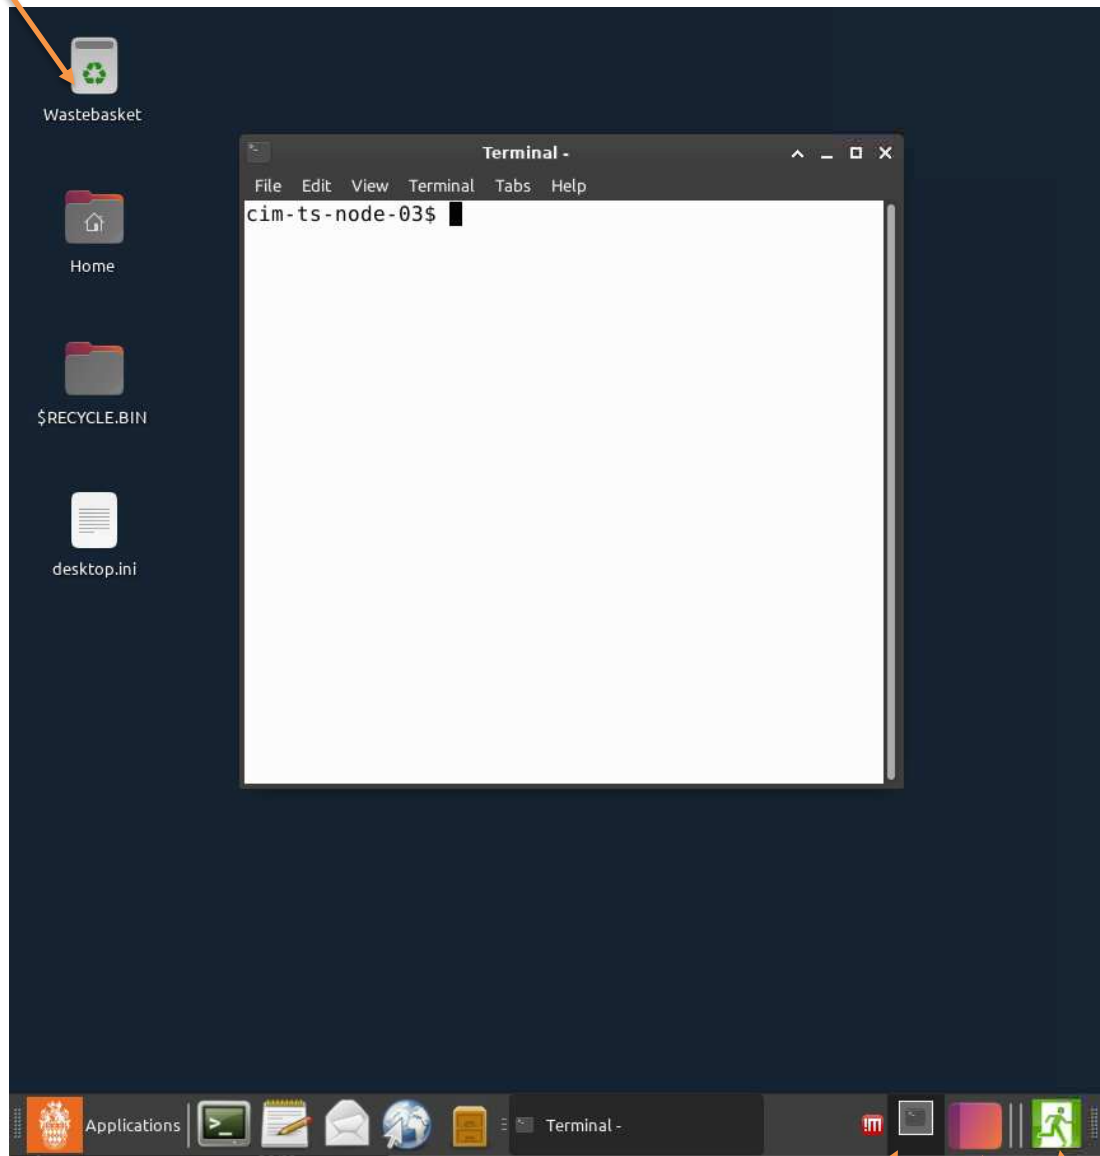 Wastebasket
Terminal -
File Edit View Terminal Tabs Help
cim-ts-node-03$
Home
$RECYCLE.BIN
desktop.ini
Applications
Terminal -